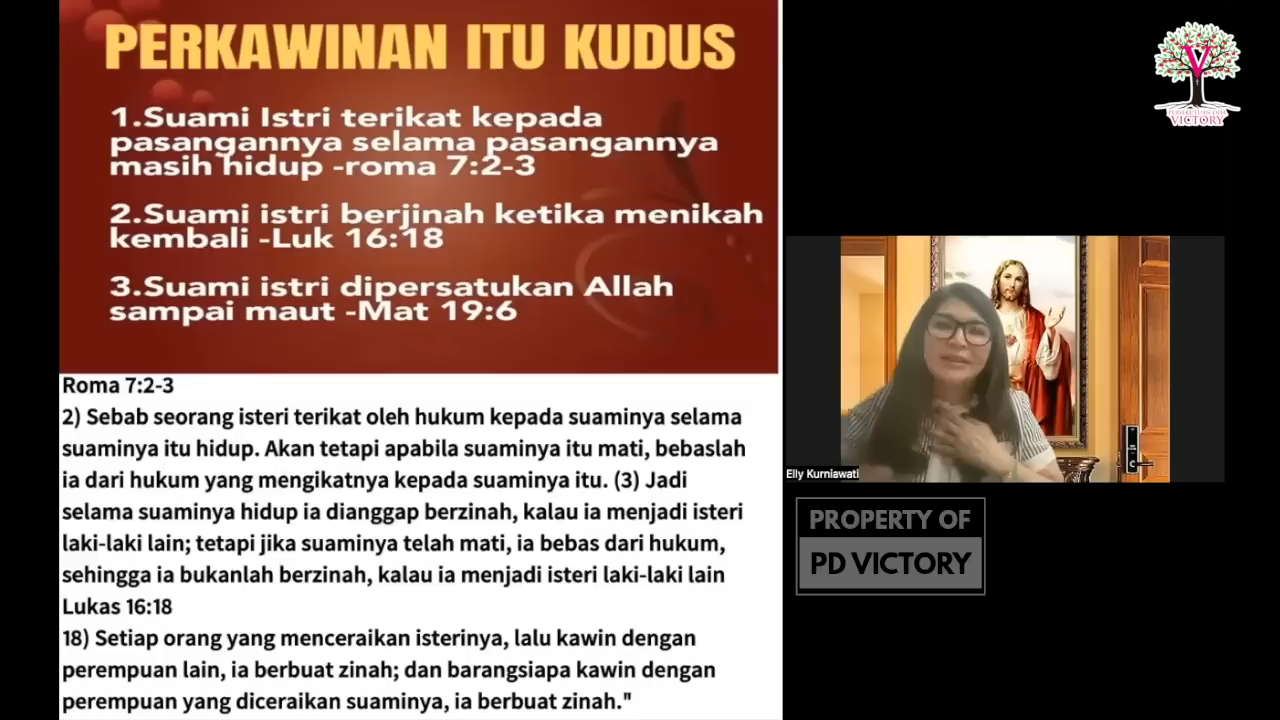 PERKAWINAN ITU KUDUS
1.Suami Istri terikat kepada
pasangannya selama pasangannya
masih hidup -roma 7:2-3
2.Suami istri berjinah ketika menikah
kembali -Luk 16:18
3.Suami istri dipersatukan Allah
sampai maut -Mat 19:6
Roma 7:2-3
2) Sebab seorang isteri terikat oleh hukum kepada suaminya selama
suaminya itu hidup. Akan tetapi apabila suaminya itu mati, bebaslah
ia dari hukum yang mengikatnya kepada suaminya itu. (3) Jadi
selama suaminya hidup ia dianggap berzinah, kalau ia menjadi isteri
laki-laki lain; tetapi jika suaminya telah mati, ia bebas dari hukum,
sehingga ia bukanlah berzinah, kalau ia menjadi isteri laki-laki lain
Lukas 16:18
18) Setiap orang yang menceraikan isterinya, lalu kawin dengan
perempuan lain, ia berbuat zinah; dan barangsiapa kawin dengan
perempuan yang diceraikan suaminya, ia berbuat zinah."
V
PERSEKUTUAN DOA
VICTORY
Elly Kurniawati
PROPERTY OF
PD VICTORY